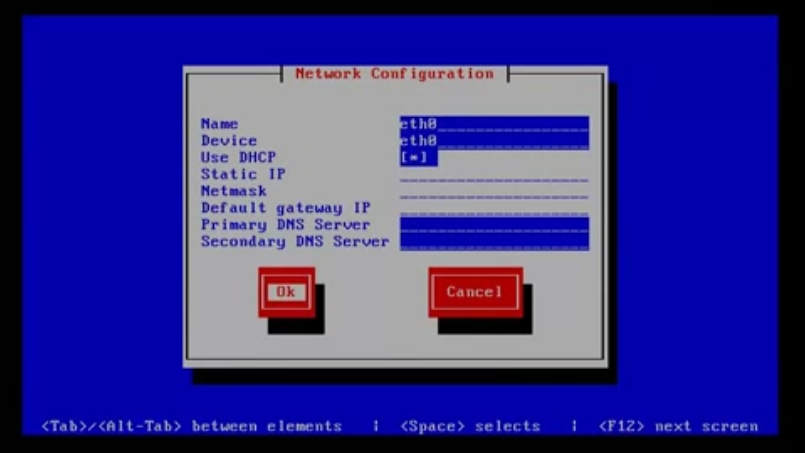 Network Configuration
Name eth0
Device eth0
Use DHCP [*]
Static IP
Netmask
Default gateway IP
Primary DNS Server
Secondary DNS Server
Ok Cancel
<Tab>/<Alt-Tab> between elements | <Space> selects | <F12> next screen